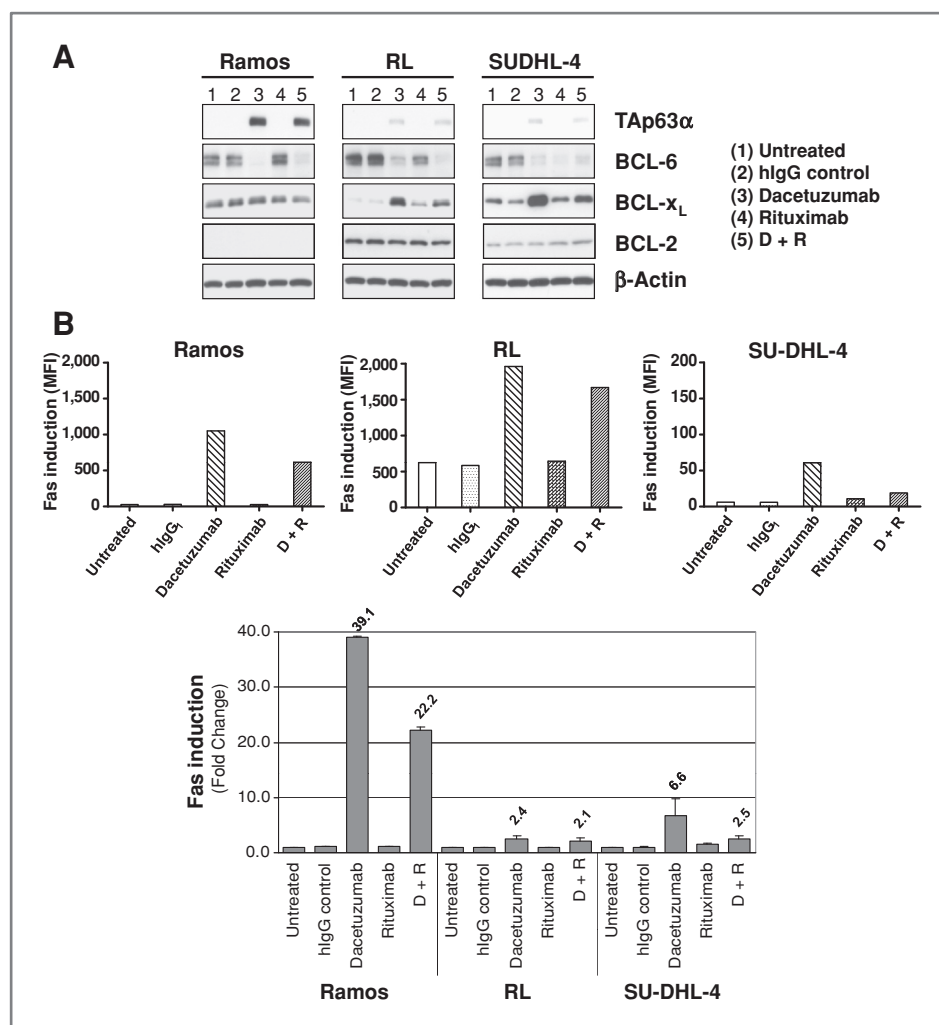 A
Ramos RL SUDHL-4
1 2 3 4 5 1 2 3 4 5 1 2 3 4 5
TAp63α
BCL-6
BCL-xL
BCL-2
β-Actin
(1) Untreated
(2) hIgG control
(3) Dacetuzumab
(4) Rituximab
(5) D + R
B
Ramos
Fas induction (MFI)
2,000
1,500
1,000
500
0
Untreated
hIgG1
Dacetuzumab
Rituximab
D + R
RL
Fas induction (MFI)
2,000
1,500
1,000
500
0
Untreated
hIgG1
Dacetuzumab
Rituximab
D + R
SU-DHL-4
Fas induction (MFI)
200
150
100
50
0
Untreated
hIgG1
Dacetuzumab
Rituximab
D + R
Fas induction
(Fold Change)
40.0
30.0
20.0
10.0
0.0
39.1
22.2
2.4
2.1
6.6
2.5
Untreated
hIgG control
Dacetuzumab
Rituximab
D + R
Untreated
hIgG control
Dacetuzumab
Rituximab
D + R
Untreated
hIgG control
Dacetuzumab
Rituximab
D + R
Ramos RL SU-DHL-4